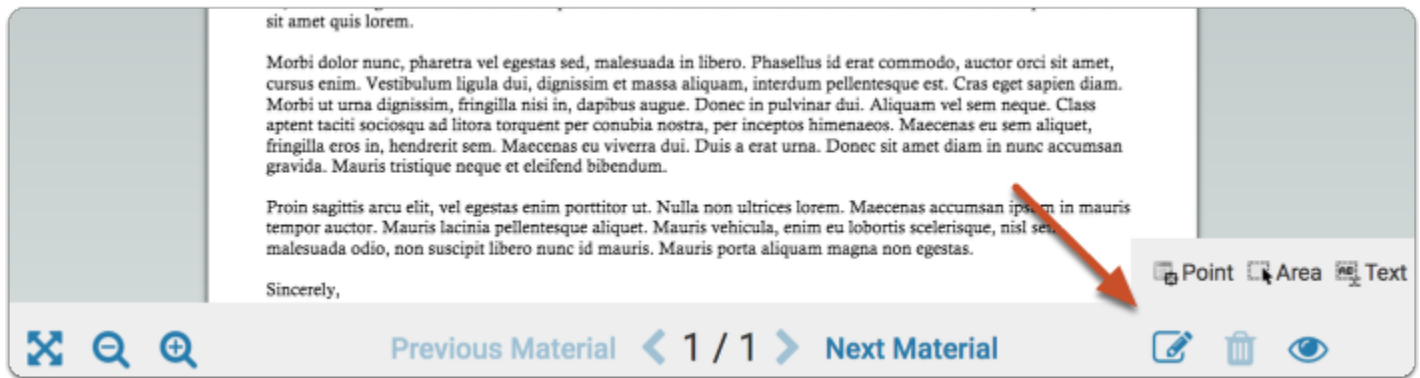 sit amet quis lorem.
Morbi dolor nunc, pharetra vel egestas sed, malesuada in libero. Phasellus id erat commodo, auctor orci sit amet,
cursus enim. Vestibulum ligula dui, dignissim et massa aliquam, interdum pellentesque est. Cras eget sapien diam.
Morbi ut urna dignissim, fringilla nisi in, dapibus augue. Donec in pulvinar dui. Aliquam vel sem neque. Class
aptent taciti sociosqu ad litora torquent per conubia nostra, per inceptos himenaeos. Maecenas eu sem aliquet,
fringilla eros in, hendrerit sem. Maecenas eu viverra dui. Duis a erat urna. Donec sit amet diam in nunc accumsan
gravida. Mauris tristique neque et eleifend bibendum.
Proin sagittis arcu elit, vel egestas enim porttitor ut. Nulla non ultrices lorem. Maecenas accumsan ipsum in mauris
tempor auctor. Mauris lacinia pellentesque aliquet. Mauris vehicula, enim eu lobortis scelerisque, nisl
malesuada odio, non suscipit libero nunc id mauris. Mauris porta aliquam magna non egestas.
Sincerely,
Point Area Text
Previous Material 1 / 1 Next Material